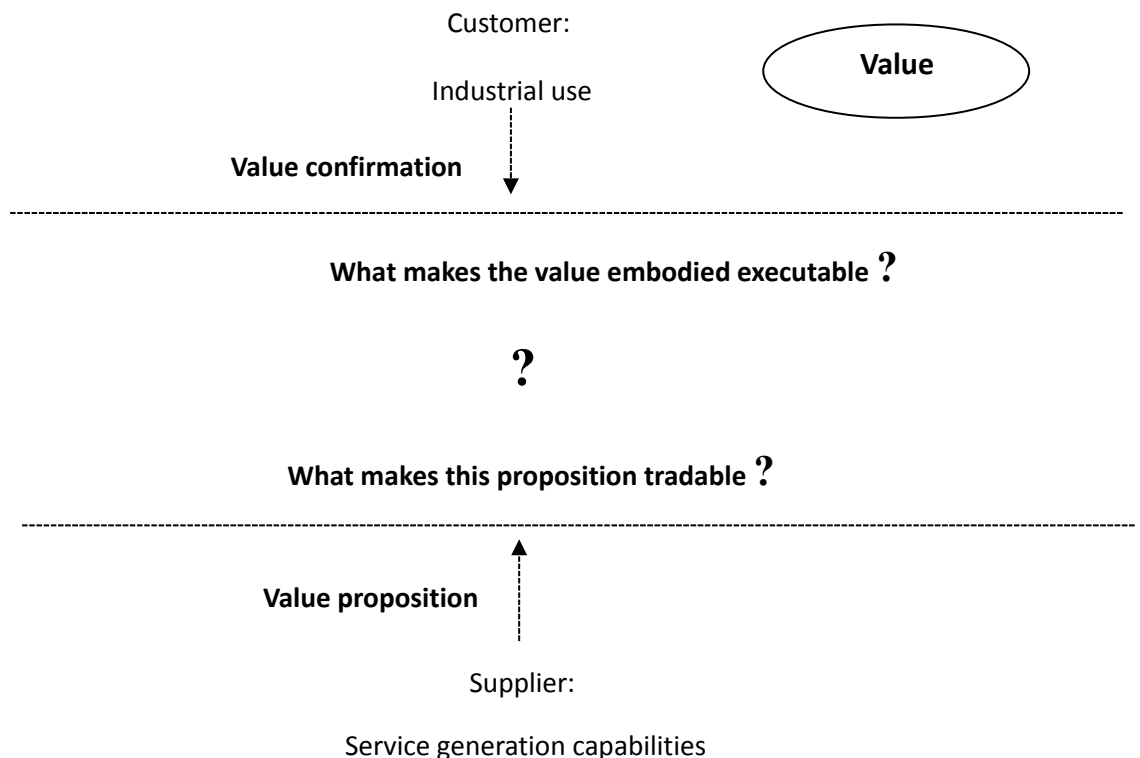 Customer:
Value
Industrial use
Value confirmation
What makes the value embodied executable ?
?
What makes this proposition tradable ?
Value proposition
Supplier:
Service generation capabilities